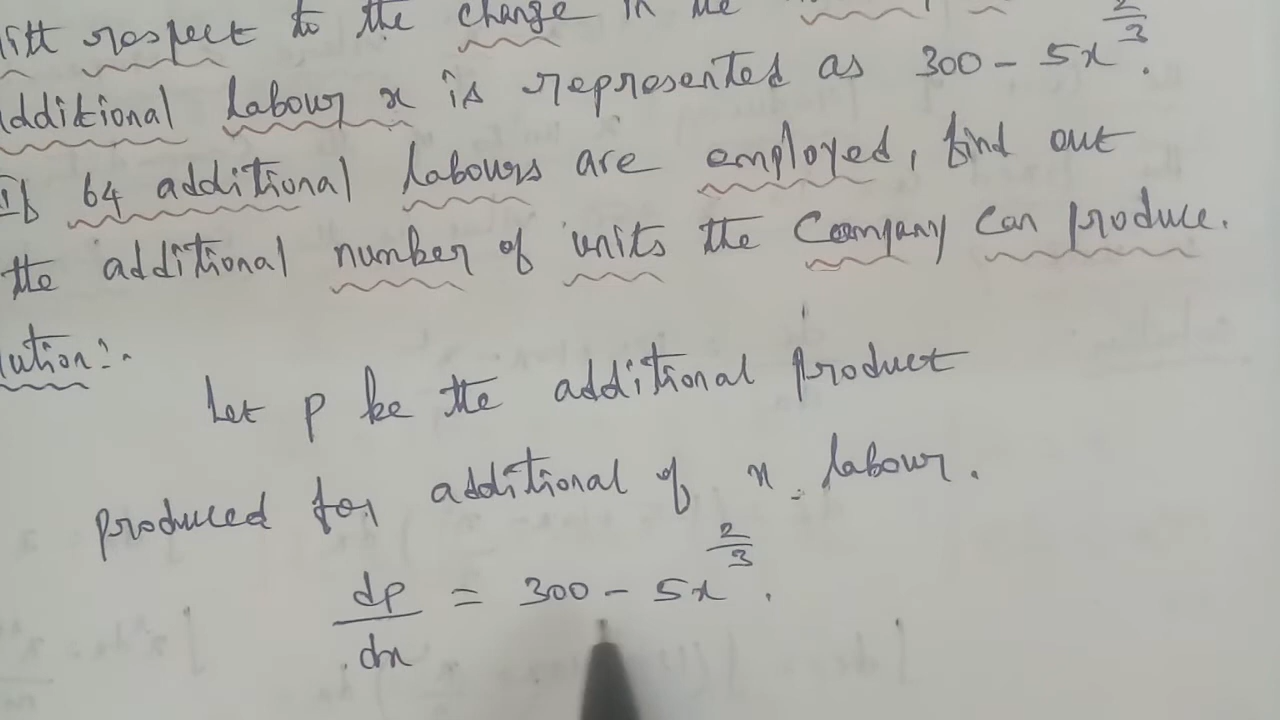 respect to the change in the
additional labour x is represented as 300 - 5x^(2/3).
If 64 additional labours are employed, find out
the additional number of units the Company can produce.
lution:-
Let P be the additional product
produced for additional of x labour.
dp/dx = 300 - 5x^(2/3).